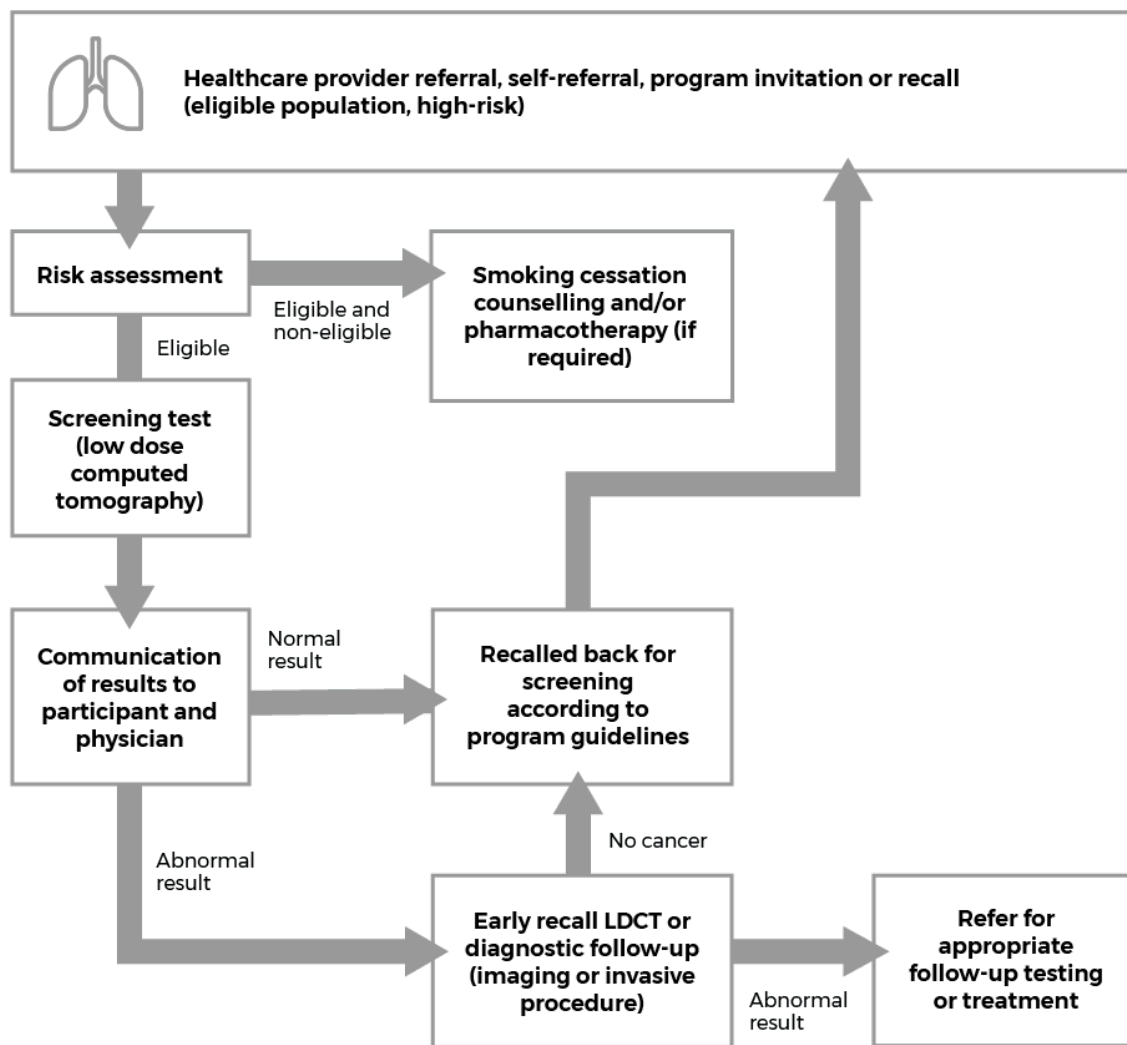 Healthcare provider referral, self-referral, program invitation or recall
(eligible population, high-risk)
Risk assessment
Eligible and
non-eligible
Smoking cessation
counselling and/or
pharmacotherapy (if
required)
Eligible
Screening test
(low dose
computed
tomography)
Communication
of results to
participant and
physician
Normal
result
Recalled back for
screening
according to
program guidelines
Abnormal
result
No cancer
Early recall LDCT or
diagnostic follow-up
(imaging or invasive
procedure)
Abnormal
result
Refer for
appropriate
follow-up testing
or treatment